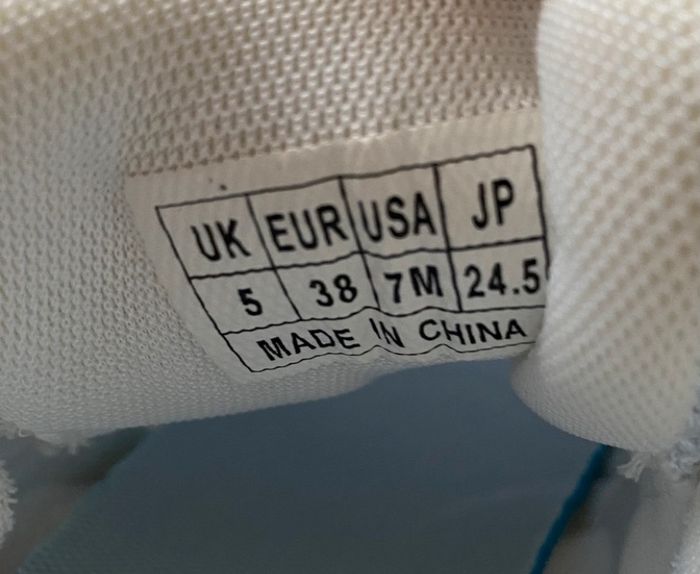 UK EUR USA JP
5 38 7M 24.5
MADE IN CHINA